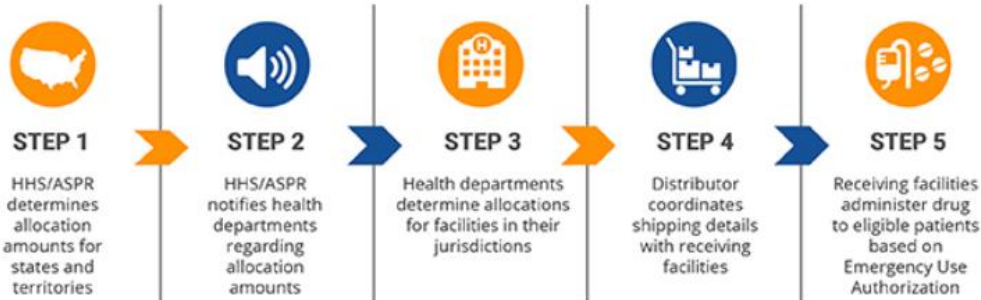 H
STEP 1
HHS/ASPR
determines
allocation
amounts for
states and
territories
STEP 2
HHS/ASPR
notifies health
departments
regarding
allocation
amounts
STEP 3
Health departments
determine allocations
for facilities in their
jurisdictions
STEP 4
Distributor
coordinates
shipping details
with receiving
facilities
STEP 5
Receiving facilities
administer drug
to eligible patients
based on
Emergency Use
Authorization